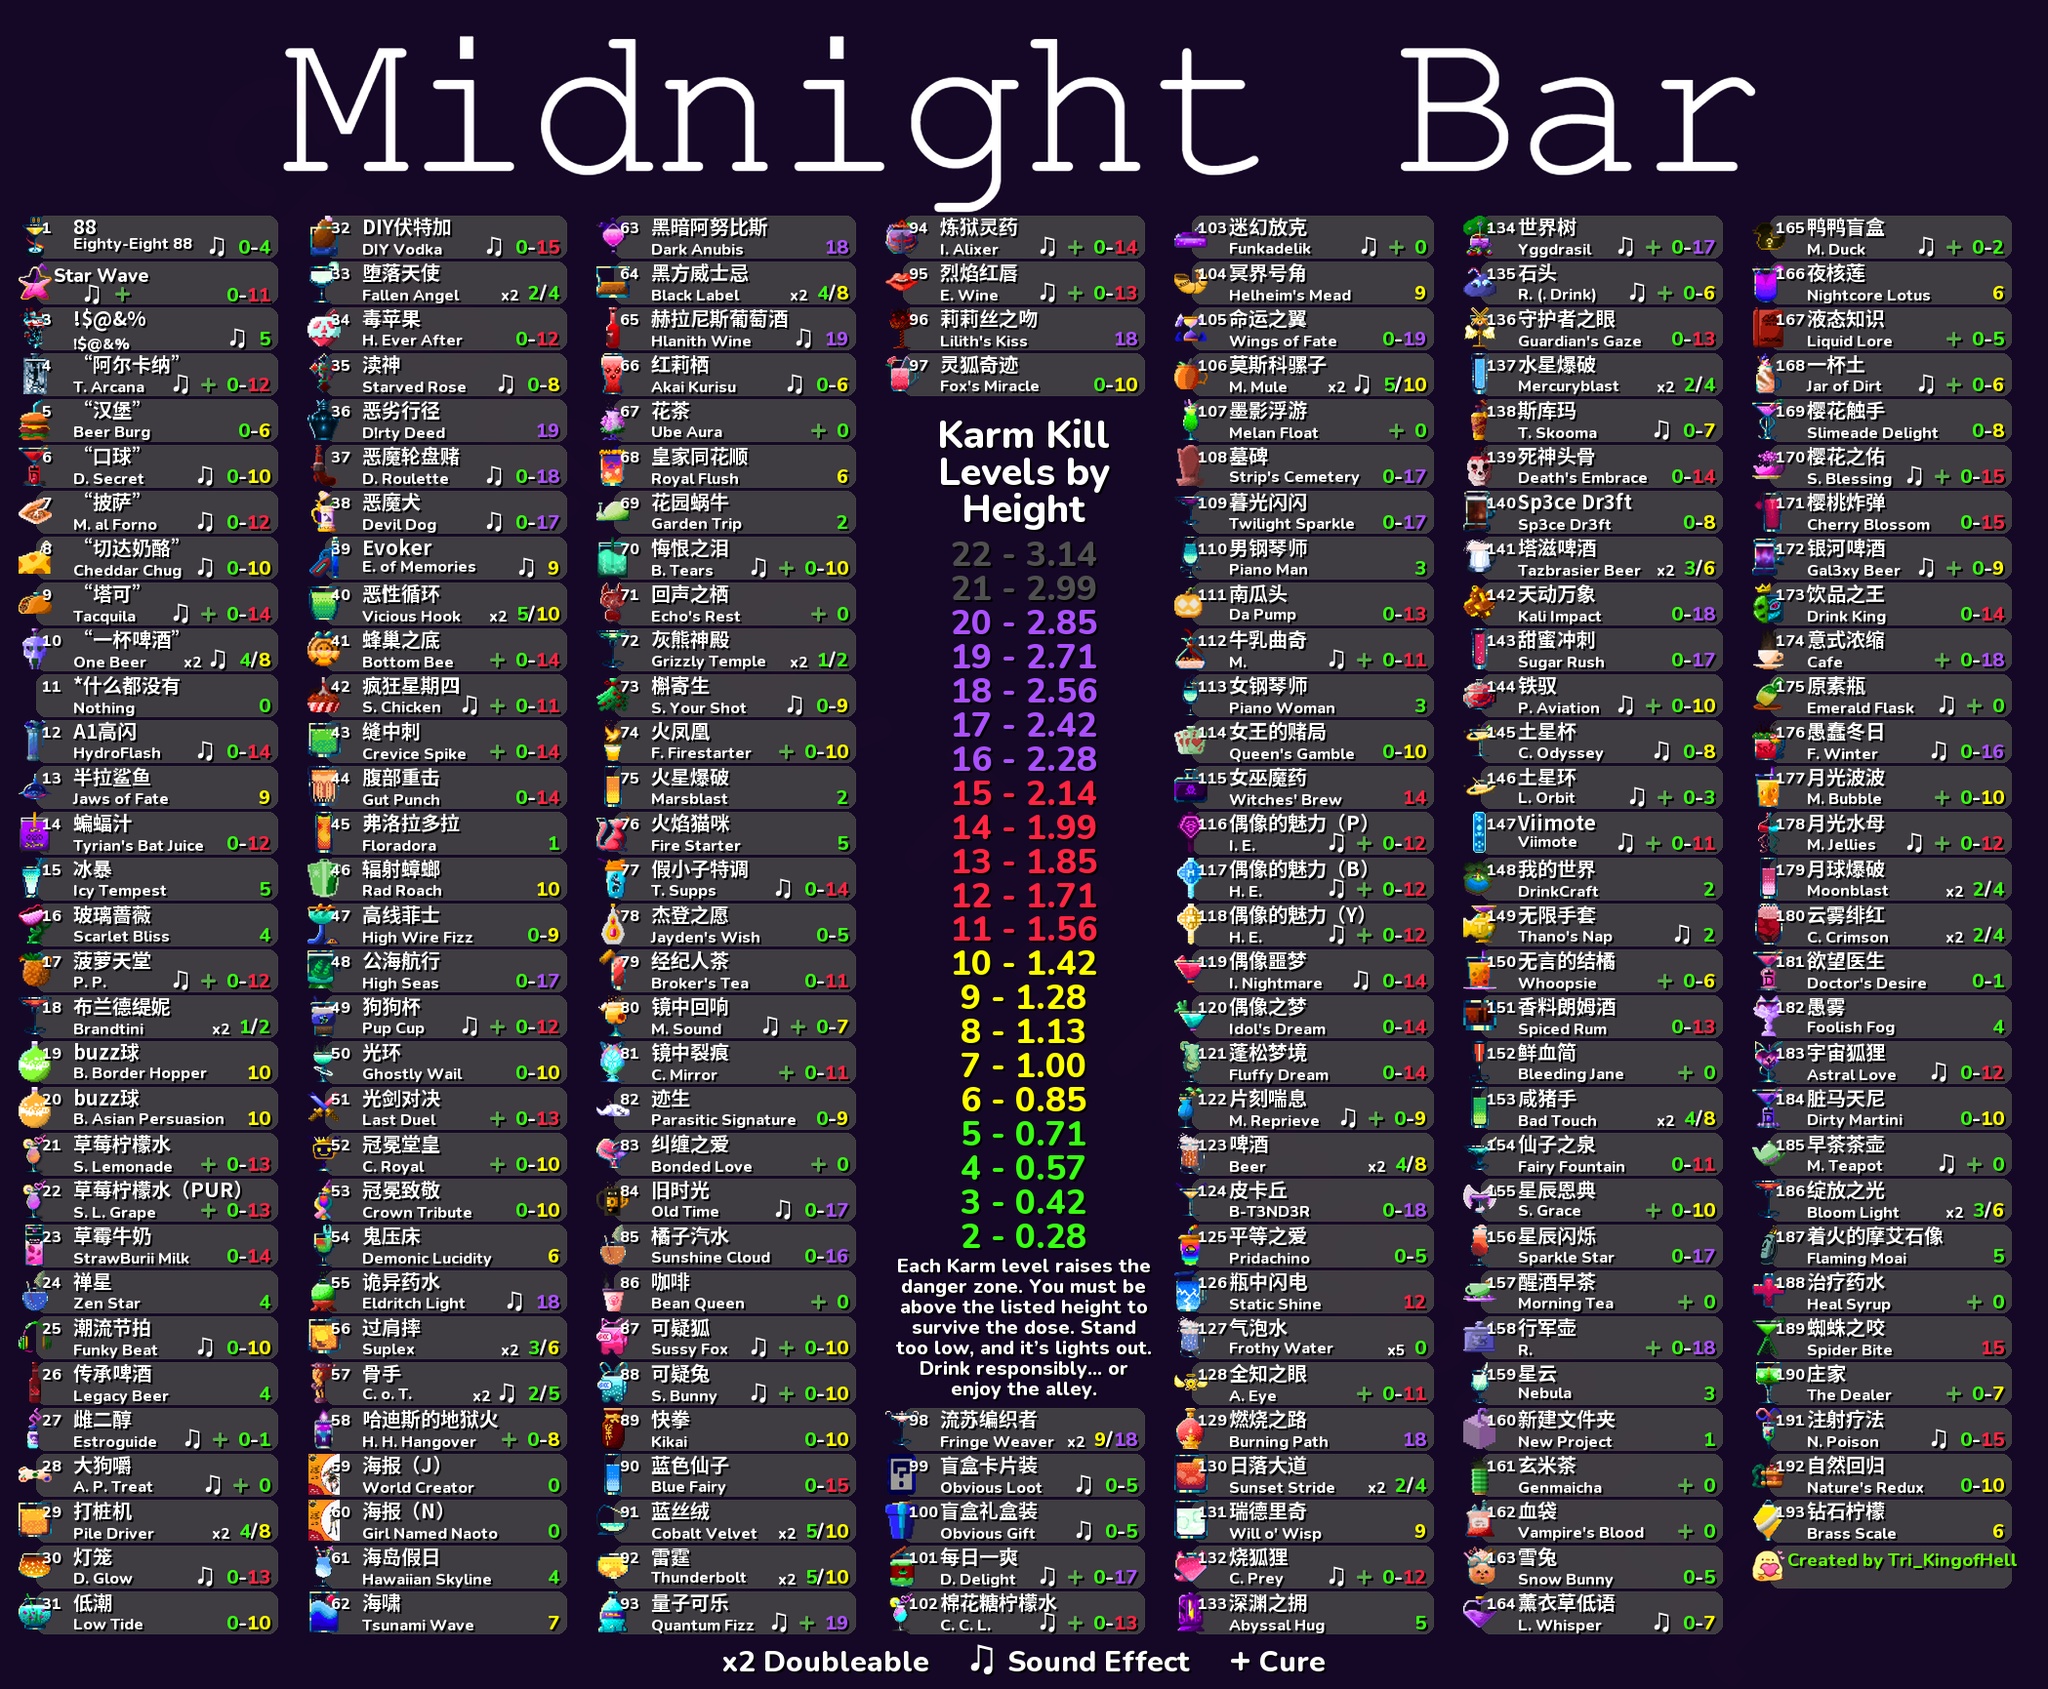 Midnight Bar
1 88
Eighty-Eight 88 ♫ 0-4
Star Wave
♫ + 0-11
3 !$@&%
!$@&% ♫ 5
4 “阿尔卡纳”
T. Arcana ♫ + 0-12
5 “汉堡”
Beer Burg 0-6
6 “口球”
D. Secret ♫ 0-10
7 “披萨”
M. al Forno ♫ 0-12
8 “切达奶酪”
Cheddar Chug ♫ 0-10
9 “塔可”
Tacquila ♫ + 0-14
10 “一杯啤酒”
One Beer x2 ♫ 4/8
11 *什么都没有
Nothing 0
12 A1高闪
HydroFlash ♫ 0-14
13 半拉鲨鱼
Jaws of Fate 9
14 蝙蝠汁
Tyrian's Bat Juice 0-12
15 冰暴
Icy Tempest 5
16 玻璃蔷薇
Scarlet Bliss 4
17 菠萝天堂
P. P. ♫ + 0-12
18 布兰德缇妮
Brandtini x2 1/2
19 buzz球
B. Border Hopper 10
20 buzz球
B. Asian Persuasion 10
21 草莓柠檬水
S. Lemonade + 0-13
22 草莓柠檬水（PUR）
S. L. Grape + 0-13
23 草霉牛奶
StrawBurii Milk 0-14
24 禅星
Zen Star 4
25 潮流节拍
Funky Beat ♫ 0-10
26 传承啤酒
Legacy Beer 4
27 雌二醇
Estroguide ♫ + 0-1
28 大狗嚼
A. P. Treat ♫ + 0
29 打桩机
Pile Driver x2 4/8
30 灯笼
D. Glow ♫ 0-13
31 低潮
Low Tide 0-10
32 DIY伏特加
DIY Vodka ♫ 0-15
33 堕落天使
Fallen Angel x2 2/4
34 毒苹果
H. Ever After 0-12
35 渎神
Starved Rose ♫ 0-8
36 恶劣行径
D!rty Deed 19
37 恶魔轮盘赌
D. Roulette ♫ 0-18
38 恶魔犬
Devil Dog ♫ 0-17
39 Evoker
E. of Memories ♫ 9
40 恶性循环
Vicious Hook x2 5/10
41 蜂巢之底
Bottom Bee + 0-14
42 疯狂星期四
S. Chicken ♫ + 0-11
43 缝中刺
Crevice Spike + 0-14
44 腹部重击
Gut Punch 0-14
45 弗洛拉多拉
Floradora 1
46 辐射蟑螂
Rad Roach 10
47 高线菲士
High Wire Fizz 0-9
48 公海航行
High Seas 0-17
49 狗狗杯
Pup Cup ♫ + 0-12
50 光环
Ghostly Wail 0-10
51 光剑对决
Last Duel + 0-13
52 冠冕堂皇
C. Royal + 0-10
53 冠冕致敬
Crown Tribute 0-10
54 鬼压床
Demonic Lucidity 6
55 诡异药水
Eldritch Light ♫ 18
56 过肩摔
Suplex x2 3/6
57 骨手
C. o. T. x2 ♫ 2/5
58 哈迪斯的地狱火
H. H. Hangover + 0-8
59 海报（J）
World Creator 0
60 海报（N）
Girl Named Naoto 0
61 海岛假日
Hawaiian Skyline 4
62 海啸
Tsunami Wave 7
63 黑暗阿努比斯
Dark Anubis 18
64 黑方威士忌
Black Label x2 4/8
65 赫拉尼斯葡萄酒
Hlanith Wine ♫ 19
66 红莉栖
Akai Kurisu ♫ 0-6
67 花茶
Ube Aura + 0
68 皇家同花顺
Royal Flush 6
69 花园蜗牛
Garden Trip 2
70 悔恨之泪
B. Tears ♫ + 0-10
71 回声之栖
Echo's Rest + 0
72 灰熊神殿
Grizzly Temple x2 1/2
73 槲寄生
S. Your Shot ♫ 0-9
74 火凤凰
F. Firestarter + 0-10
75 火星爆破
Marsblast 2
76 火焰猫咪
Fire Starter 5
77 假小子特调
T. Supps ♫ 0-14
78 杰登之愿
Jayden's Wish 0-5
79 经纪人茶
Broker's Tea 0-11
80 镜中回响
M. Sound ♫ + 0-7
81 镜中裂痕
C. Mirror + 0-11
82 迹生
Parasitic Signature 0-9
83 纠缠之爱
Bonded Love + 0
84 旧时光
Old Time ♫ 0-17
85 橘子汽水
Sunshine Cloud 0-16
86 咖啡
Bean Queen + 0
87 可疑狐
Sussy Fox ♫ + 0-10
88 可疑兔
S. Bunny ♫ + 0-10
89 快拳
Kikai 0-10
90 蓝色仙子
Blue Fairy 0-15
91 蓝丝绒
Cobalt Velvet x2 5/10
92 雷霆
Thunderbolt x2 5/10
93 量子可乐
Quantum Fizz ♫ + 19
94 炼狱灵药
I. Alixer ♫ + 0-14
95 烈焰红唇
E. Wine ♫ + 0-13
96 莉莉丝之吻
Lilith's Kiss 18
97 灵狐奇迹
Fox's Miracle 0-10
Karm Kill
Levels by
Height
22 - 3.14
21 - 2.99
20 - 2.85
19 - 2.71
18 - 2.56
17 - 2.42
16 - 2.28
15 - 2.14
14 - 1.99
13 - 1.85
12 - 1.71
11 - 1.56
10 - 1.42
9 - 1.28
8 - 1.13
7 - 1.00
6 - 0.85
5 - 0.71
4 - 0.57
3 - 0.42
2 - 0.28
Each Karm level raises the
danger zone. You must be
above the listed height to
survive the dose. Stand
too low, and it's lights out.
Drink responsibly... or
enjoy the alley.
98 流苏编织者
Fringe Weaver x2 9/18
99 盲盒卡片装
Obvious Loot ♫ 0-5
100 盲盒礼盒装
Obvious Gift ♫ 0-5
101 每日一爽
D. Delight ♫ + 0-17
102 棉花糖柠檬水
C. C. L. ♫ + 0-13
103 迷幻放克
Funkadelik ♫ + 0
104 冥界号角
Helheim's Mead 9
105 命运之翼
Wings of Fate 0-19
106 莫斯科骡子
M. Mule x2 ♫ 5/10
107 墨影浮游
Melan Float + 0
108 墓碑
Strip's Cemetery 0-17
109 暮光闪闪
Twilight Sparkle 0-17
110 男钢琴师
Piano Man 3
111 南瓜头
Da Pump 0-13
112 牛乳曲奇
M. ♫ + 0-11
113 女钢琴师
Piano Woman 3
114 女王的赌局
Queen's Gamble 0-10
115 女巫魔药
Witches' Brew 14
116 偶像的魅力（P）
I. E. ♫ + 0-12
117 偶像的魅力（B）
H. E. ♫ + 0-12
118 偶像的魅力（Y）
H. E. ♫ + 0-12
119 偶像噩梦
I. Nightmare ♫ 0-14
120 偶像之梦
Idol's Dream 0-14
121 蓬松梦境
Fluffy Dream 0-14
122 片刻喘息
M. Reprieve ♫ + 0-9
123 啤酒
Beer x2 4/8
124 皮卡丘
B-T3ND3R 0-18
125 平等之爱
Pridachino 0-5
126 瓶中闪电
Static Shine 12
127 气泡水
Frothy Water x5 0
128 全知之眼
A. Eye + 0-11
129 燃烧之路
Burning Path 18
130 日落大道
Sunset Stride x2 2/4
131 瑞德里奇
Will o' Wisp 9
132 烧狐狸
C. Prey ♫ + 0-12
133 深渊之拥
Abyssal Hug 5
134 世界树
Yggdrasil ♫ + 0-17
135 石头
R. (. Drink) ♫ + 0-6
136 守护者之眼
Guardian's Gaze 0-13
137 水星爆破
Mercuryblast x2 2/4
138 斯库玛
T. Skooma ♫ 0-7
139 死神头骨
Death's Embrace 0-14
140 Sp3ce Dr3ft
Sp3ce Dr3ft 0-8
141 塔滋啤酒
Tazbrasier Beer x2 3/6
142 天动万象
Kali Impact 0-18
143 甜蜜冲刺
Sugar Rush 0-17
144 铁驭
P. Aviation ♫ + 0-10
145 土星杯
C. Odyssey ♫ 0-8
146 土星环
L. Orbit ♫ + 0-3
147 Viimote
Viimote ♫ + 0-11
148 我的世界
DrinkCraft 2
149 无限手套
Thano's Nap ♫ 2
150 无言的结橘
Whoopsie + 0-6
151 香料朗姆酒
Spiced Rum 0-13
152 鲜血简
Bleeding Jane + 0
153 咸猪手
Bad Touch x2 4/8
154 仙子之泉
Fairy Fountain 0-11
155 星辰恩典
S. Grace + 0-10
156 星辰闪烁
Sparkle Star 0-17
157 醒酒早茶
Morning Tea + 0
158 行军壶
R. + 0-18
159 星云
Nebula 3
160 新建文件夹
New Project 1
161 玄米茶
Genmaicha + 0
162 血袋
Vampire's Blood + 0
163 雪兔
Snow Bunny 0-5
164 薰衣草低语
L. Whisper ♫ 0-7
165 鸭鸭盲盒
M. Duck ♫ + 0-2
166 夜核莲
Nightcore Lotus 6
167 液态知识
Liquid Lore + 0-5
168 一杯土
Jar of Dirt ♫ + 0-6
169 樱花触手
Slimeade Delight 0-8
170 樱花之佑
S. Blessing ♫ + 0-15
171 樱桃炸弹
Cherry Blossom 0-15
172 银河啤酒
Gal3xy Beer ♫ + 0-9
173 饮品之王
Drink King 0-14
174 意式浓缩
Cafe + 0-18
175 原素瓶
Emerald Flask ♫ + 0
176 愚蠢冬日
F. Winter ♫ 0-16
177 月光波波
M. Bubble + 0-10
178 月光水母
M. Jellies ♫ + 0-12
179 月球爆破
Moonblast x2 2/4
180 云雾绯红
C. Crimson x2 2/4
181 欲望医生
Doctor's Desire 0-1
182 愚雾
Foolish Fog 4
183 宇宙狐狸
Astral Love ♫ 0-12
184 脏马天尼
Dirty Martini 0-10
185 早茶茶壶
M. Teapot ♫ + 0
186 绽放之光
Bloom Light x2 3/6
187 着火的摩艾石像
Flaming Moai 5
188 治疗药水
Heal Syrup + 0
189 蜘蛛之咬
Spider Bite 15
190 庄家
The Dealer + 0-7
191 注射疗法
N. Poison ♫ 0-15
192 自然回归
Nature's Redux 0-10
193 钻石柠檬
Brass Scale 6
Created by Tri_KingofHell
x2 Doubleable ♫ Sound Effect + Cure